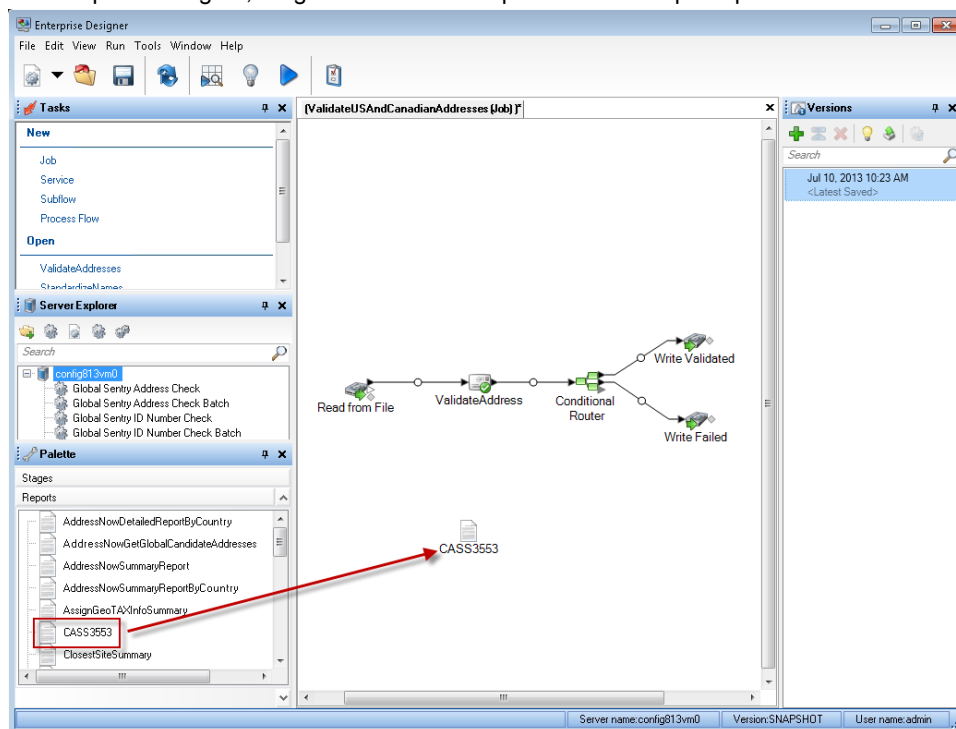 Enterprise Designer
File Edit View Run Tools Window Help
Tasks
New
Job
Service
Subflow
Process Flow
Open
ValidateAddresses
StandardizeNames
Server Explorer
Search
config813vm0
Global Sentry Address Check
Global Sentry Address Check Batch
Global Sentry ID Number Check
Global Sentry ID Number Check Batch
Palette
Stages
Reports
AddressNowDetailedReportByCountry
AddressNowGetGlobalCandidateAddresses
AddressNowSummaryReport
AddressNowSummaryReportByCountry
AssignGeoTAXInfoSummary
CASS3553
ClosestSiteSummary
(ValidateUSAndCanadianAddresses (Job) )*
Read from File
ValidateAddress
Conditional
Router
Write Validated
Write Failed
CASS3553
Versions
Search
Jul 10, 2013 10:23 AM
<Latest Saved>
Server name:config813vm0
Version:SNAPSHOT
User name:admin